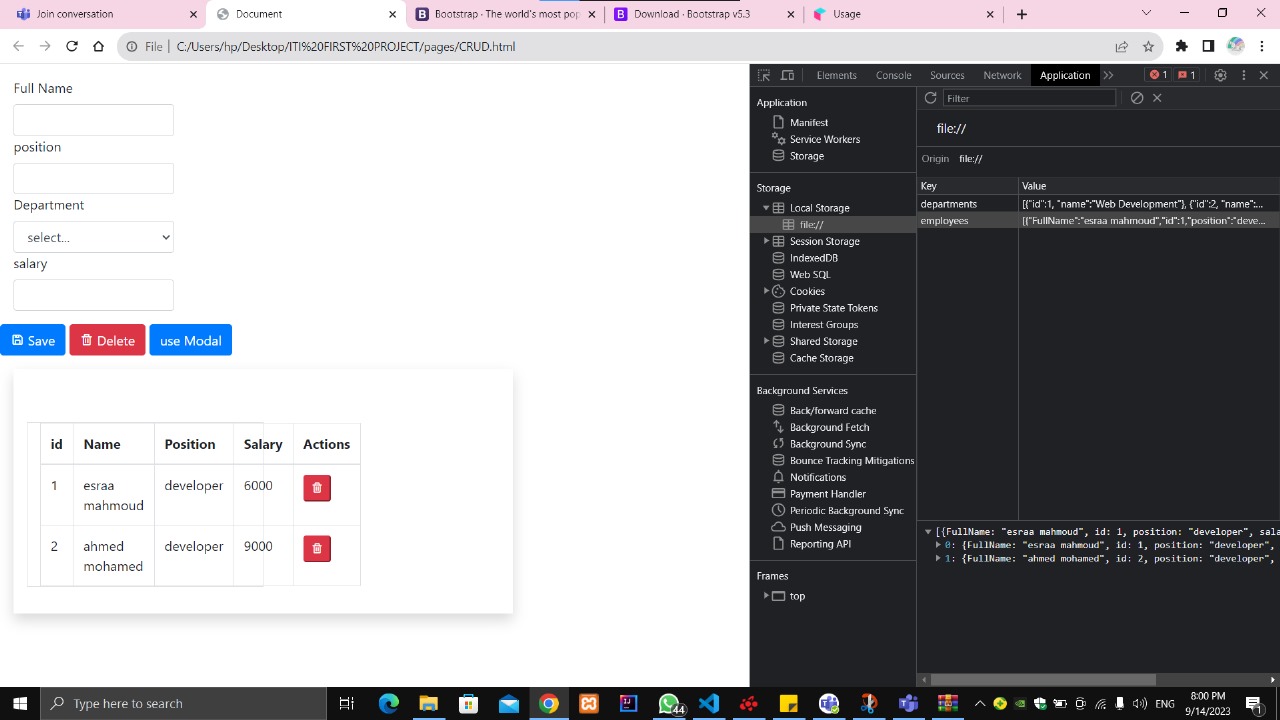 Join conversation
Document
Bootstrap · The world's most pop
Download · Bootstrap v5.3
Usage
File C:/Users/hp/Desktop/ITI%20FIRST%20PROJECT/pages/CRUD.html
Full Name
position
Department
select...
salary
Save Delete use Modal
id Name Position Salary Actions
1 esraa mahmoud developer 6000
2 ahmed mohamed developer 9000
Elements Console Sources Network Application 1 1
Application
Manifest
Service Workers
Storage
Storage
Local Storage
file://
Session Storage
IndexedDB
Web SQL
Cookies
Private State Tokens
Interest Groups
Shared Storage
Cache Storage
Background Services
Back/forward cache
Background Fetch
Background Sync
Bounce Tracking Mitigations
Notifications
Payment Handler
Periodic Background Sync
Push Messaging
Reporting API
Frames
top
Filter
file://
Origin file://
Key Value
departments [{"id":1, "name":"Web Development"}, {"id":2, "name":...
employees [{"FullName":"esraa mahmoud","id":1,"position":"deve...
[{FullName: "esraa mahmoud", id: 1, position: "developer", sala
0: {FullName: "esraa mahmoud", id: 1, position: "developer",
1: {FullName: "ahmed mohamed", id: 2, position: "developer",
Type here to search
44
ENG
8:00 PM
9/14/2023
1